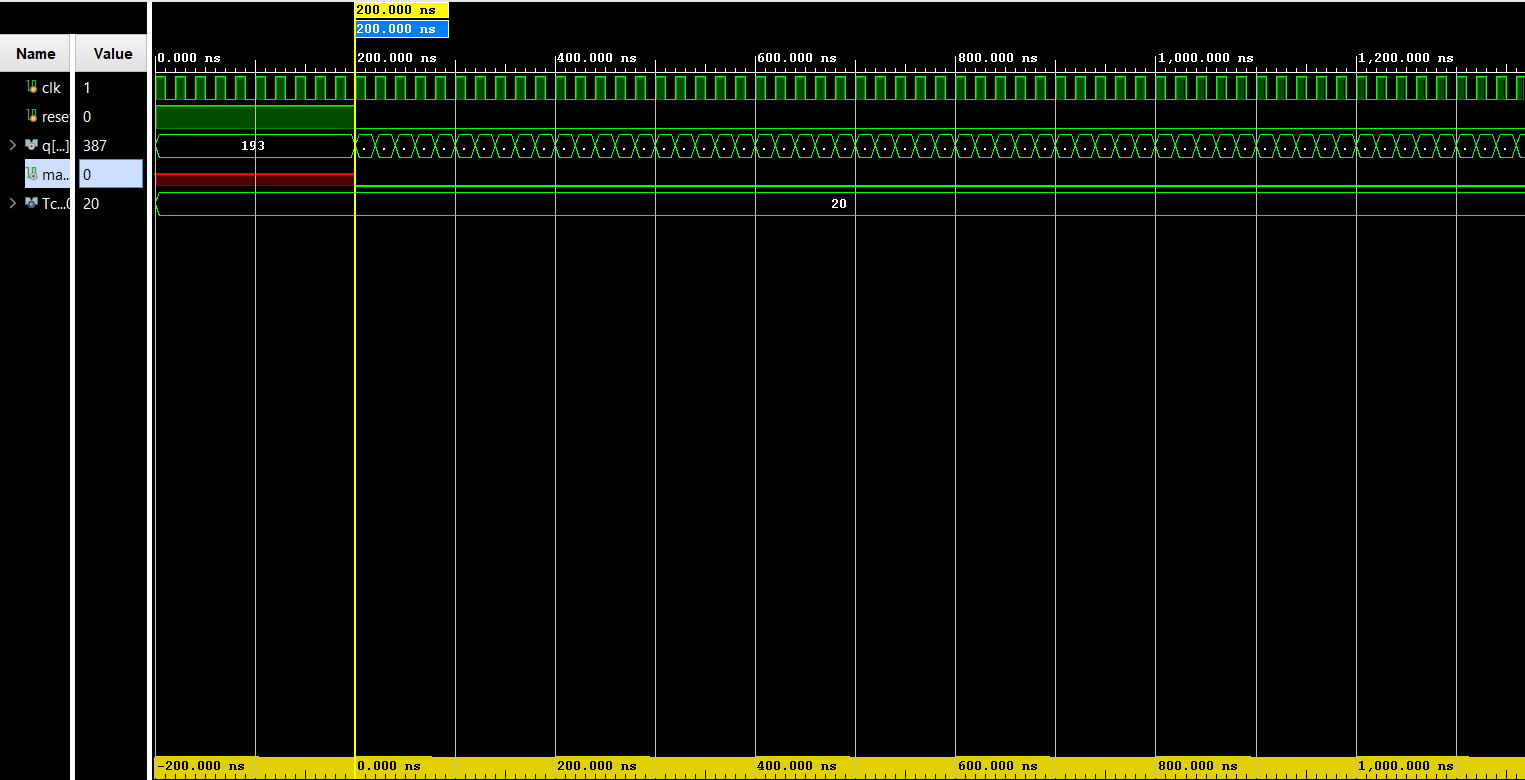 200.000 ns
200.000 ns
Name Value
0.000 ns 200.000 ns 400.000 ns 600.000 ns 800.000 ns 1,000.000 ns 1,200.000 ns
clk 1
rese 0
q[...] 387 193
ma... 0
Tc...0 20 20
-200.000 ns 0.000 ns 200.000 ns 400.000 ns 600.000 ns 800.000 ns 1,000.000 ns